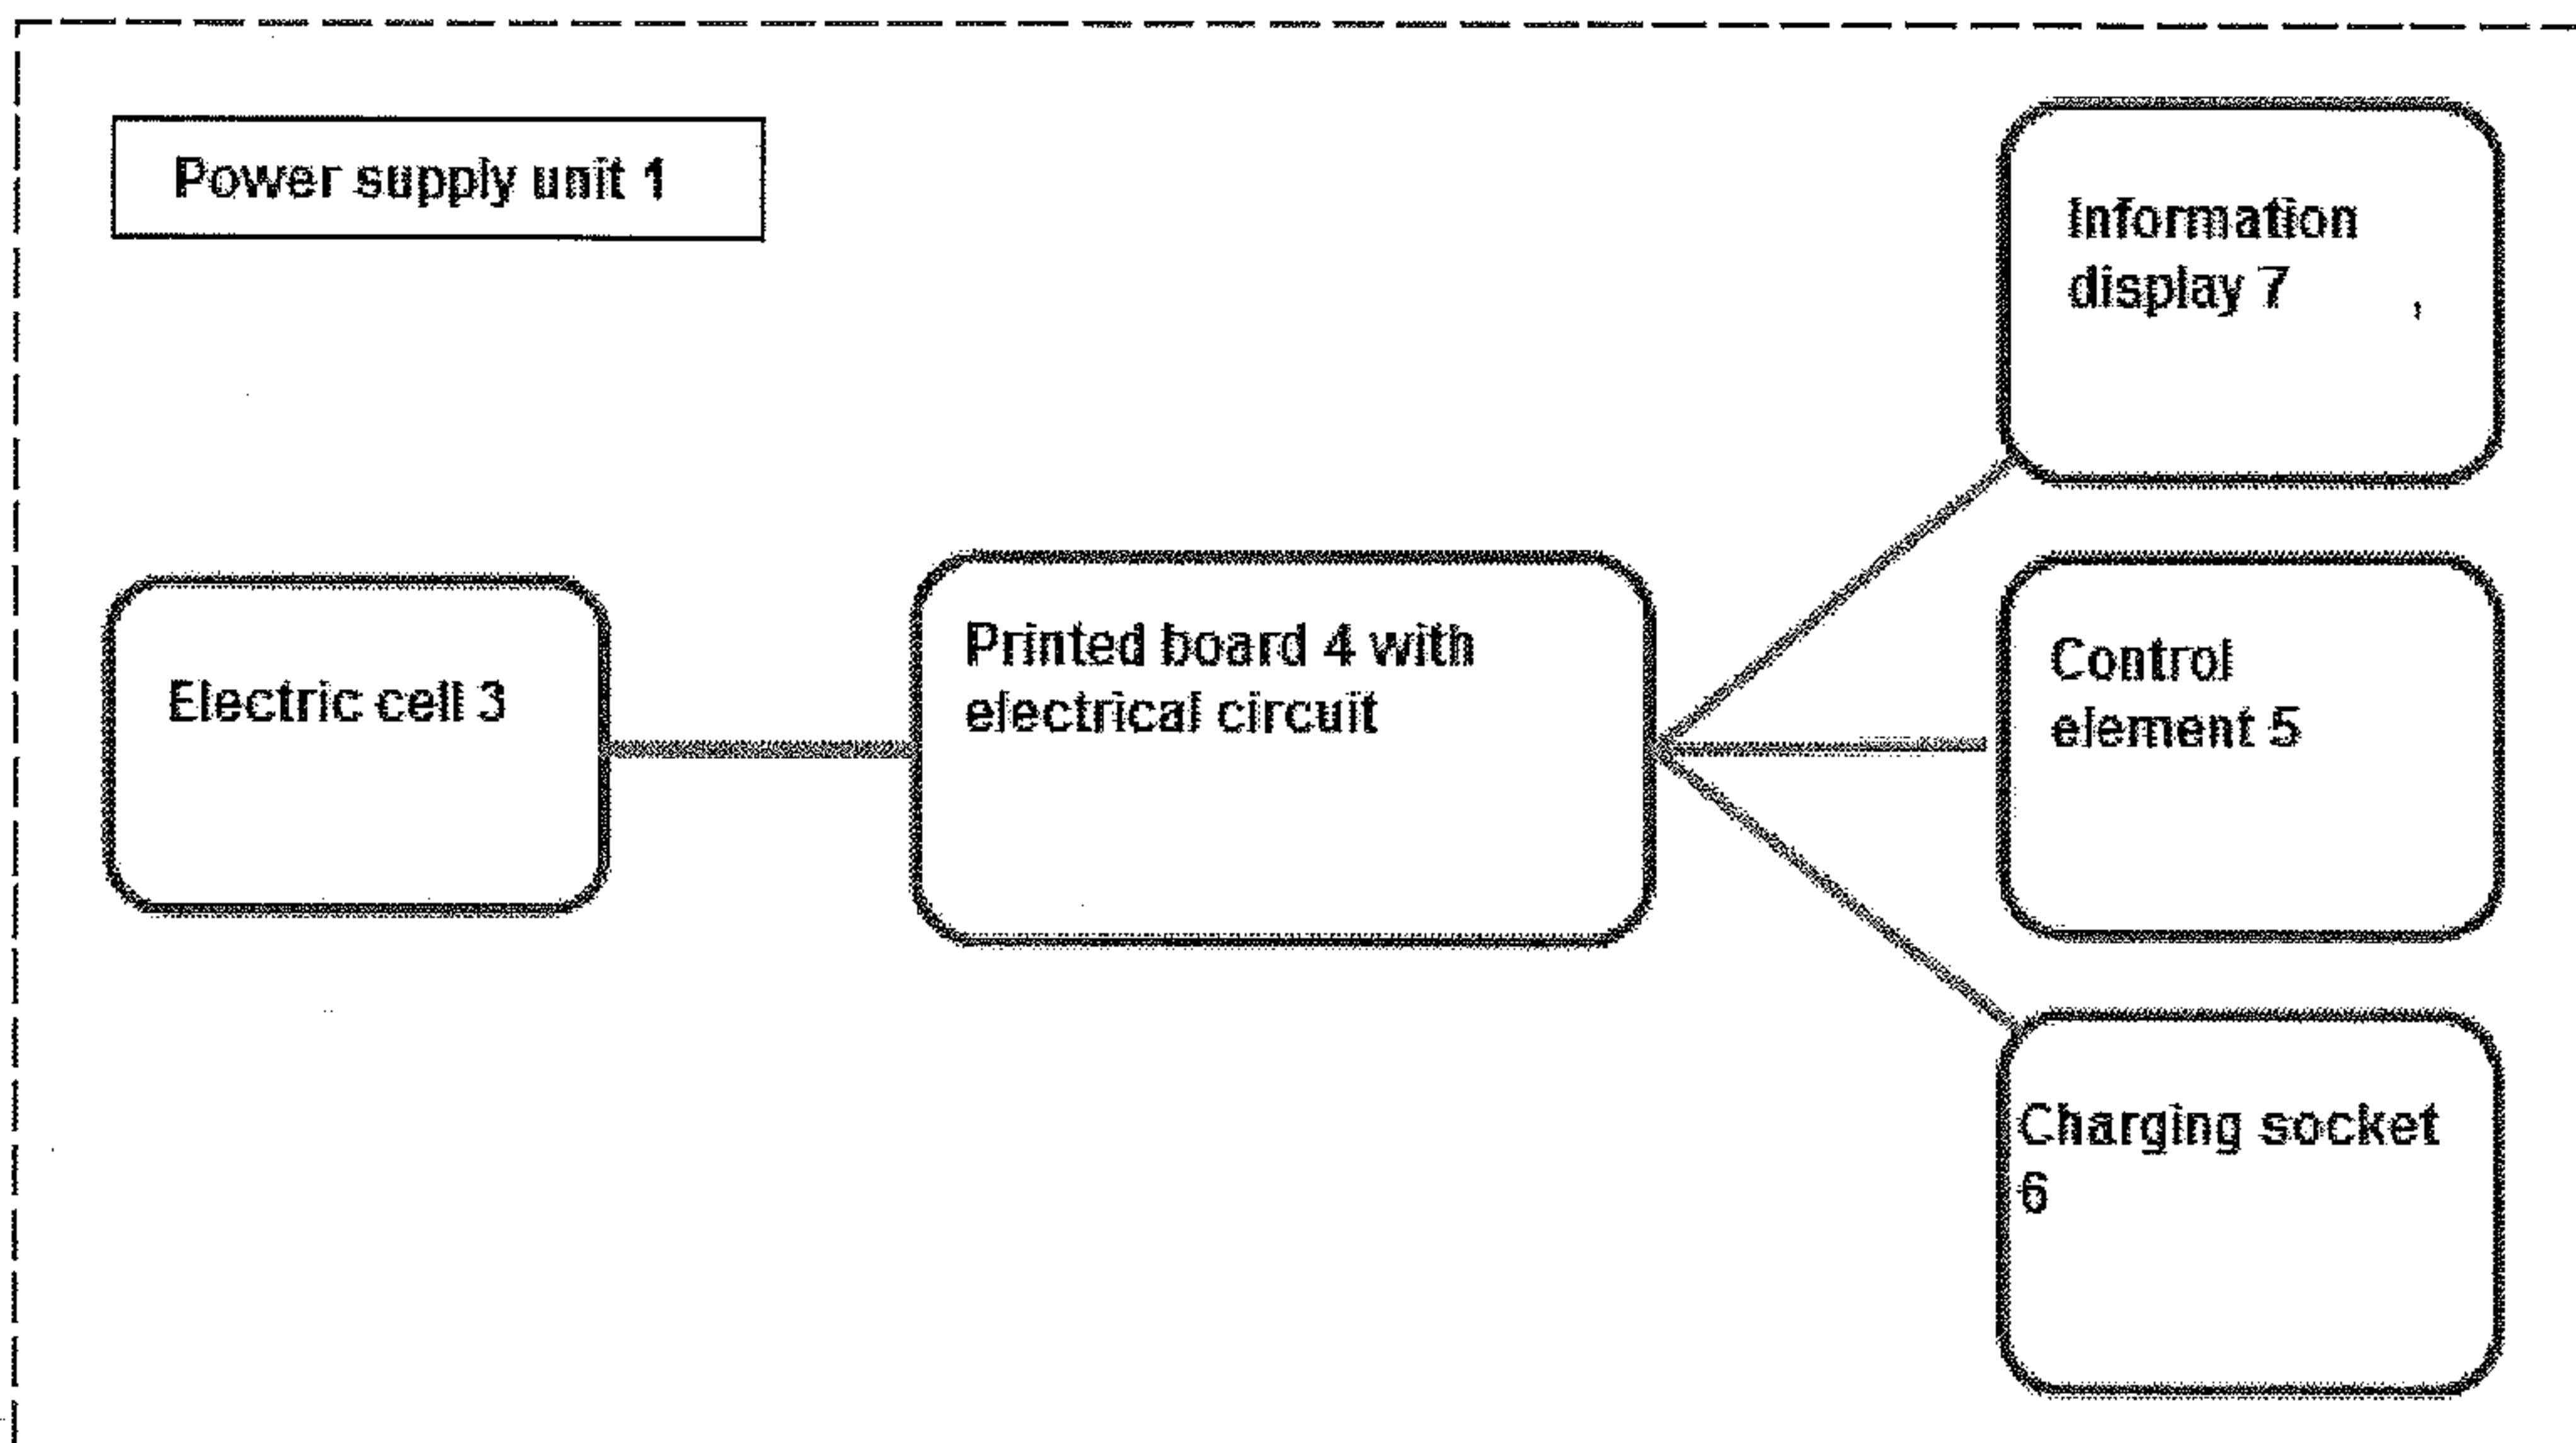 Power supply unit 1
Information
display 7
Electric cell 3
Printed board 4 with
electrical circuit
Control
element 5
Charging socket
6